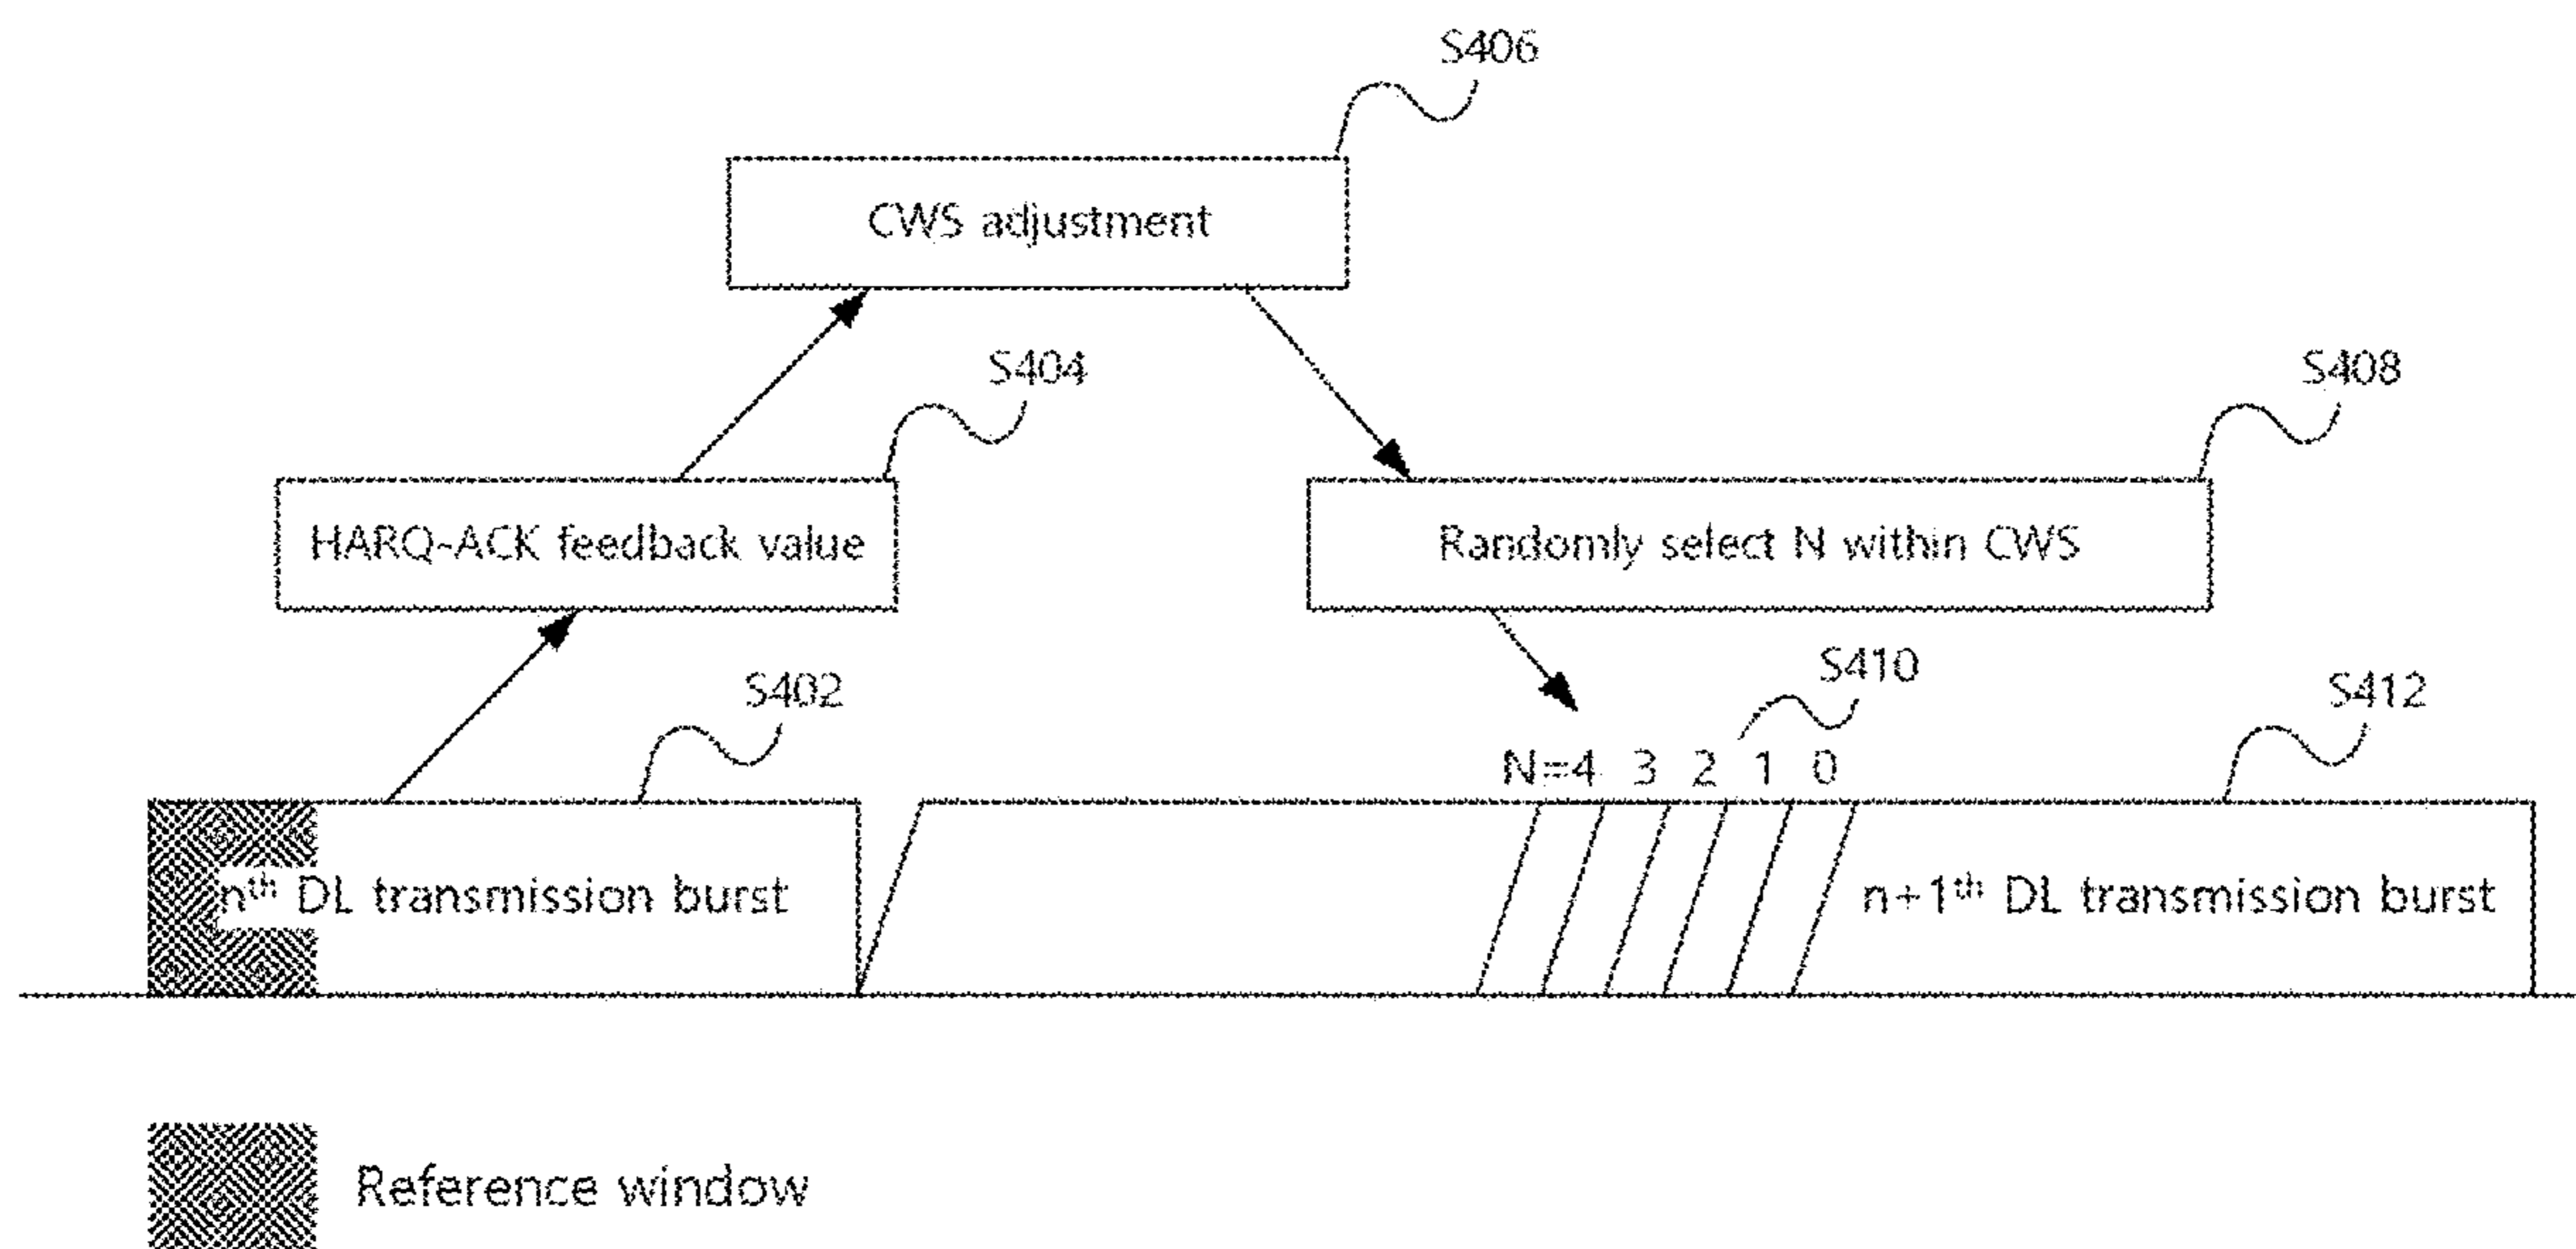 S406
CWS adjustment
S404
S408
HARQ-ACK feedback value
Randomly select N within CWS
S410
S402
S412
N=4 3 2 1 0
nth DL transmission burst
n+1th DL transmission burst
Reference window